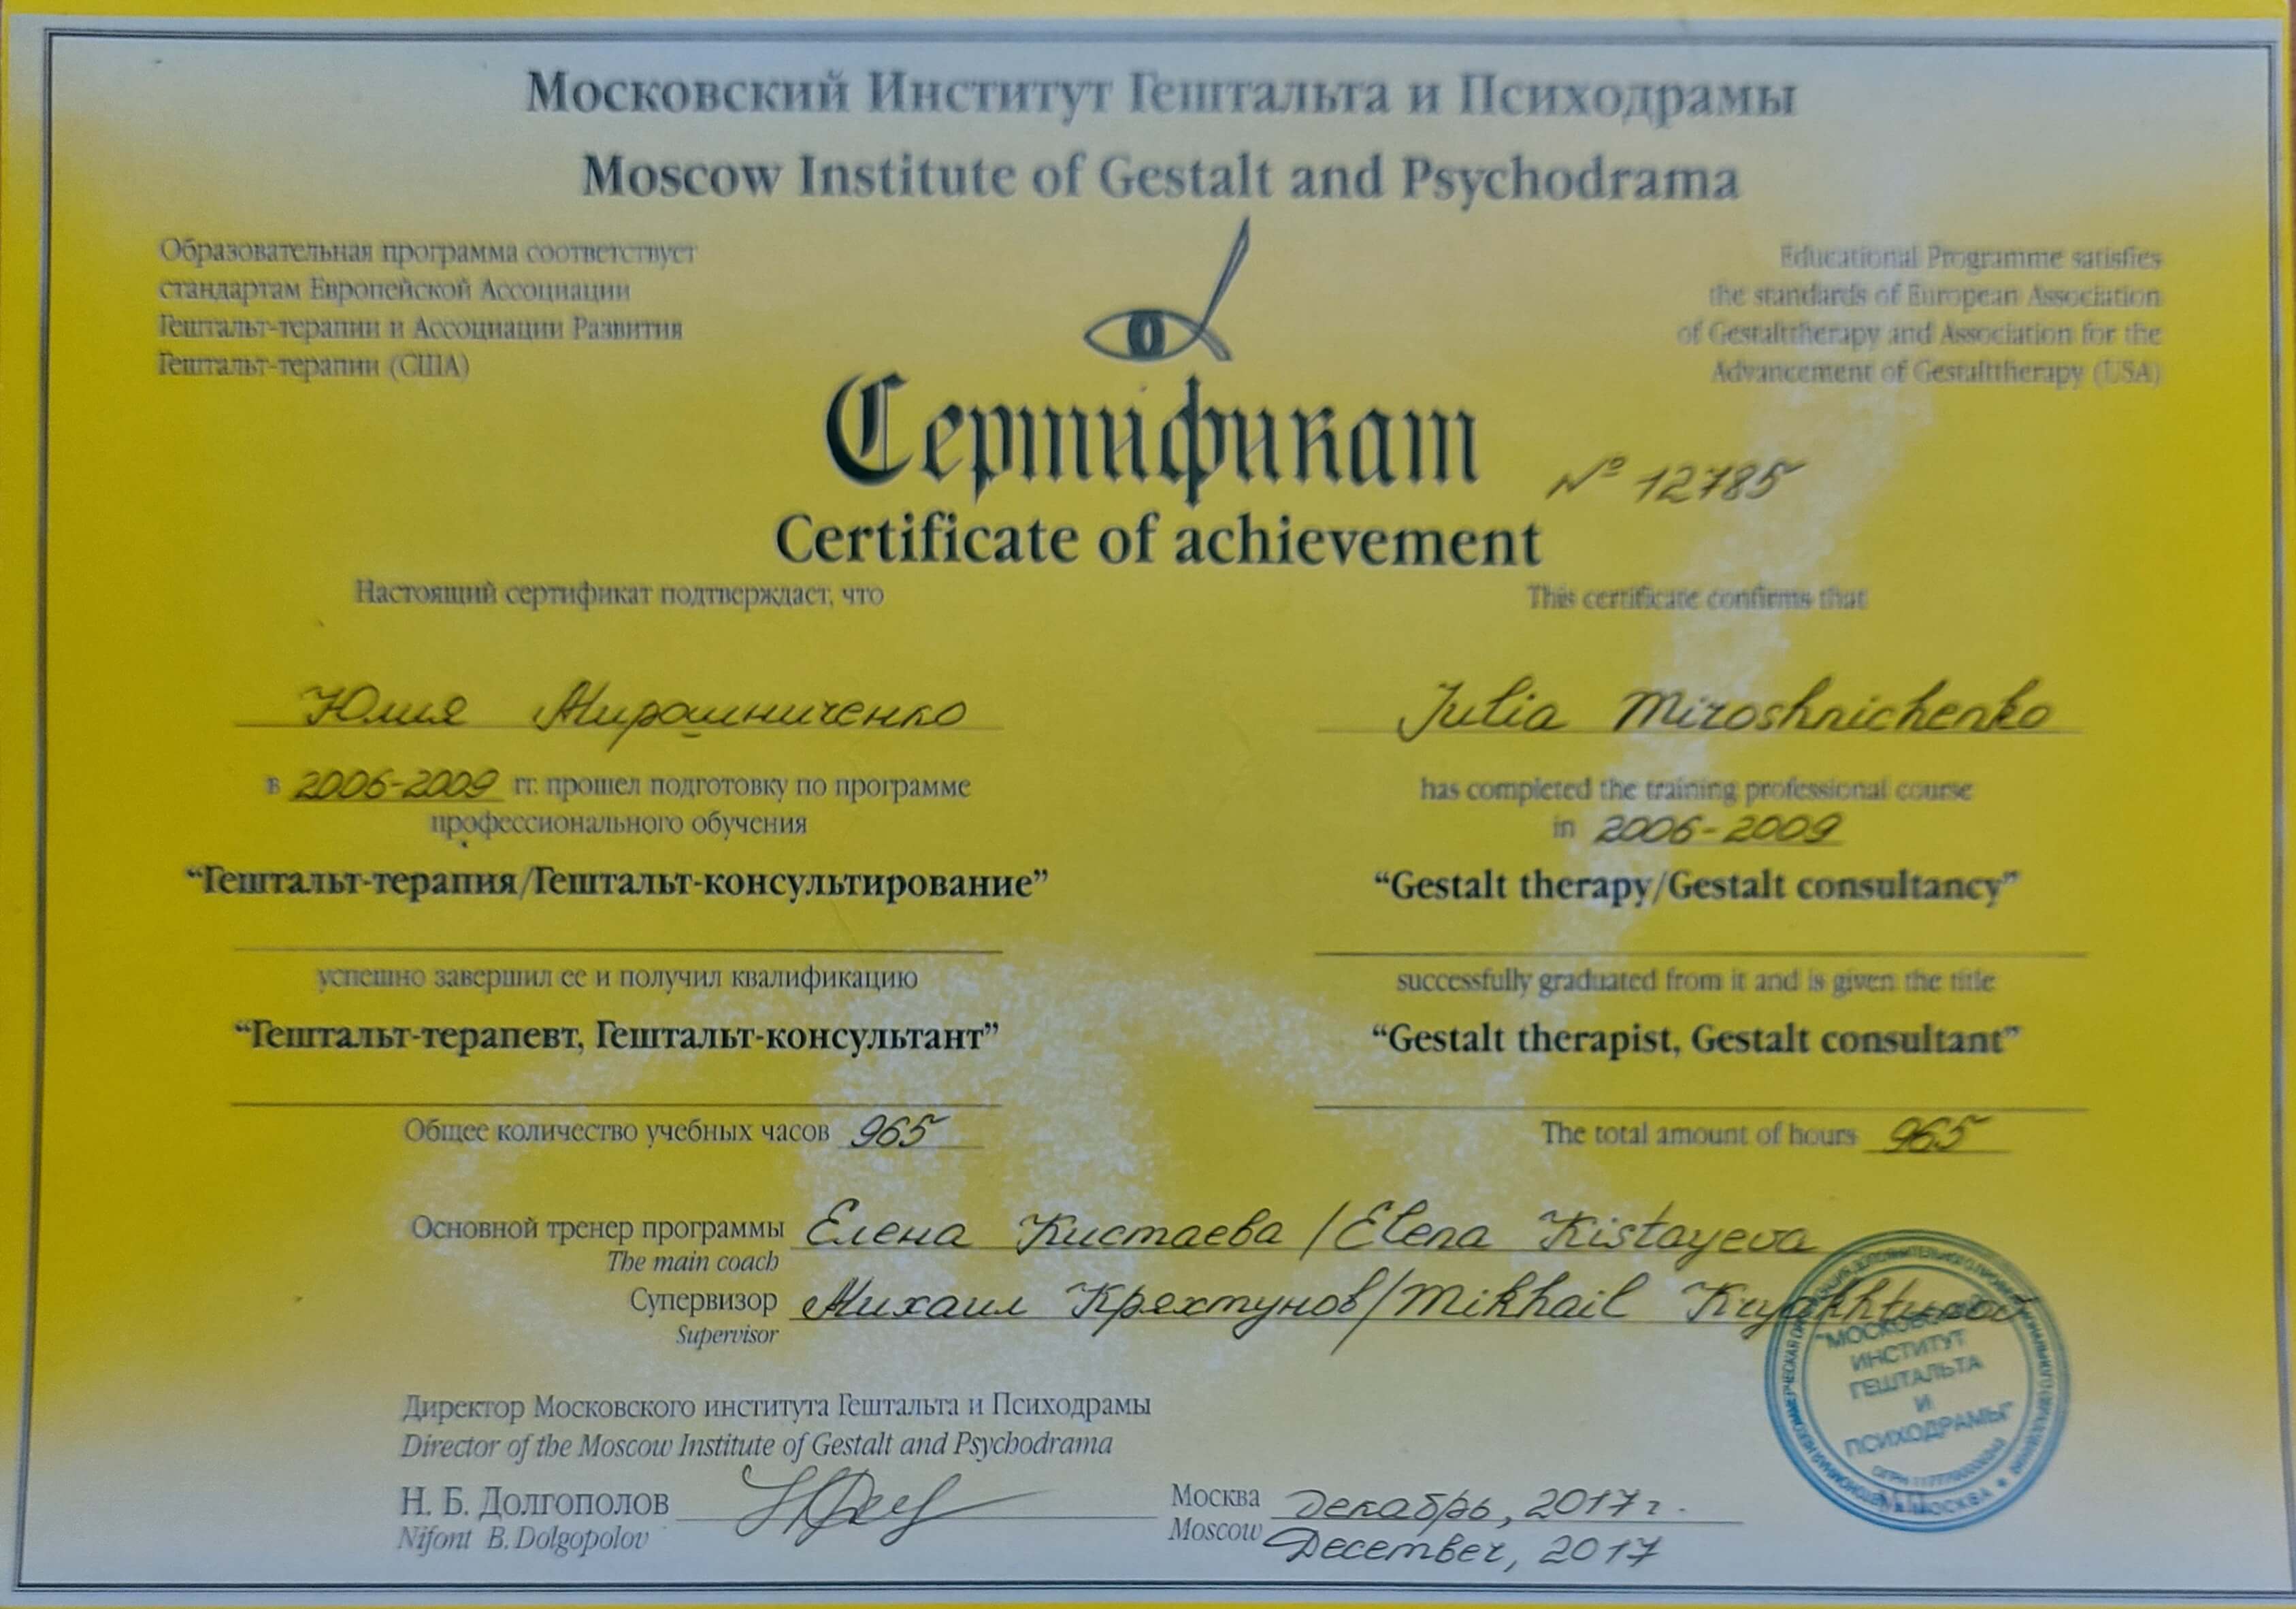 Московский Институт Гештальта и Психодрамы
Moscow Institute of Gestalt and Psychodrama
Образовательная программа соответствует
стандартам Европейской Ассоциации
Гештальт-терапии и Ассоциации Развития
Гештальт-терапии (США)
Educational Programme satisfies
the standards of European Association
of Gestalttherapy and Association for the
Advancement of Gestalttherapy (USA)
Сертификат
№ 12785
Certificate of achievement
Настоящий сертификат подтверждает, что
Юлия Мирошниченко
в 2006-2009 гг. прошел подготовку по программе
профессионального обучения
“Гештальт-терапия/Гештальт-консультирование”
успешно завершил ее и получил квалификацию
“Гештальт-терапевт, Гештальт-консультант”
Общее количество учебных часов 965
This certificate confirms that
Julia Miroshnichenko
has completed the training professional course
in 2006-2009
“Gestalt therapy/Gestalt consultancy”
successfully graduated from it and is given the title
“Gestalt therapist, Gestalt consultant”
The total amount of hours 965
Основной тренер программы Елена Кистаева / Elena Kistayeva
The main coach
Супервизор Михаил Кряхтунов / Mikhail Kryakhtunov
Supervisor
Директор Московского института Гештальта и Психодрамы
Director of the Moscow Institute of Gestalt and Psychodrama
Н. Б. Долгополов
Nifont B. Dolgopolov
Москва Декабрь, 2017 г.
Moscow December, 2017
"МОСКОВСКИЙ
ИНСТИТУТ
ГЕШТАЛЬТА
И
ПСИХОДРАМЫ"
МОСКВА